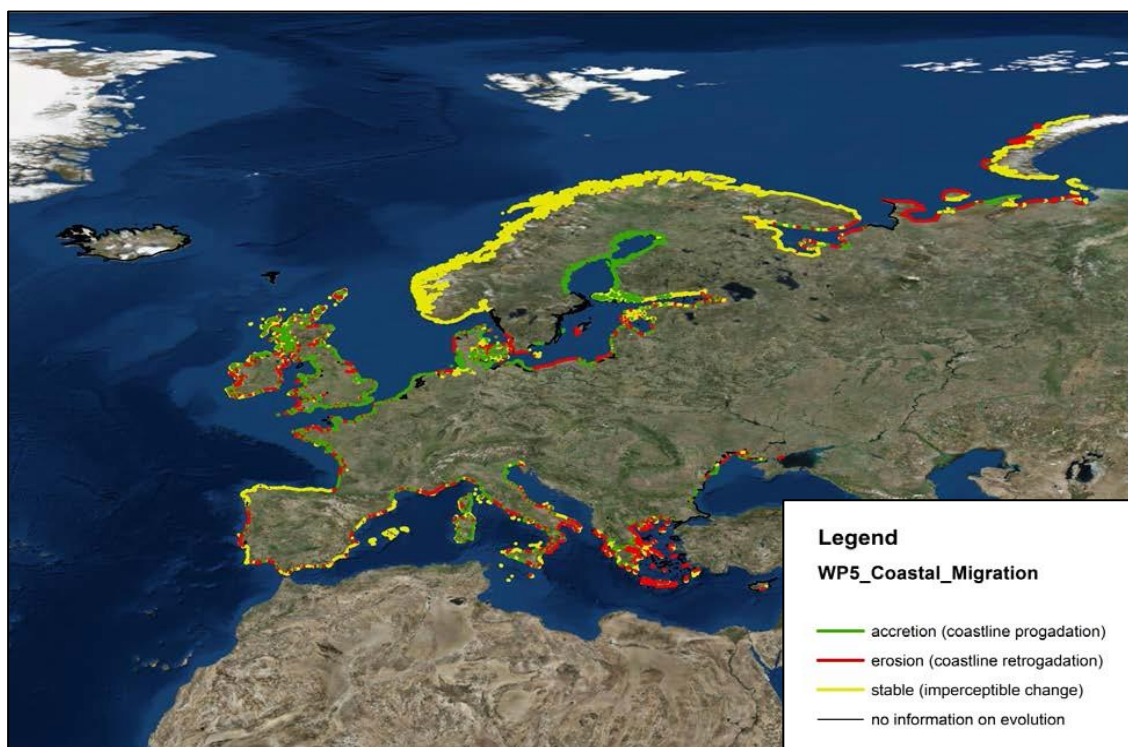 Legend
WP5_Coastal_Migration
accretion (coastline progadation)
erosion (coastline retrogadation)
stable (imperceptible change)
no information on evolution